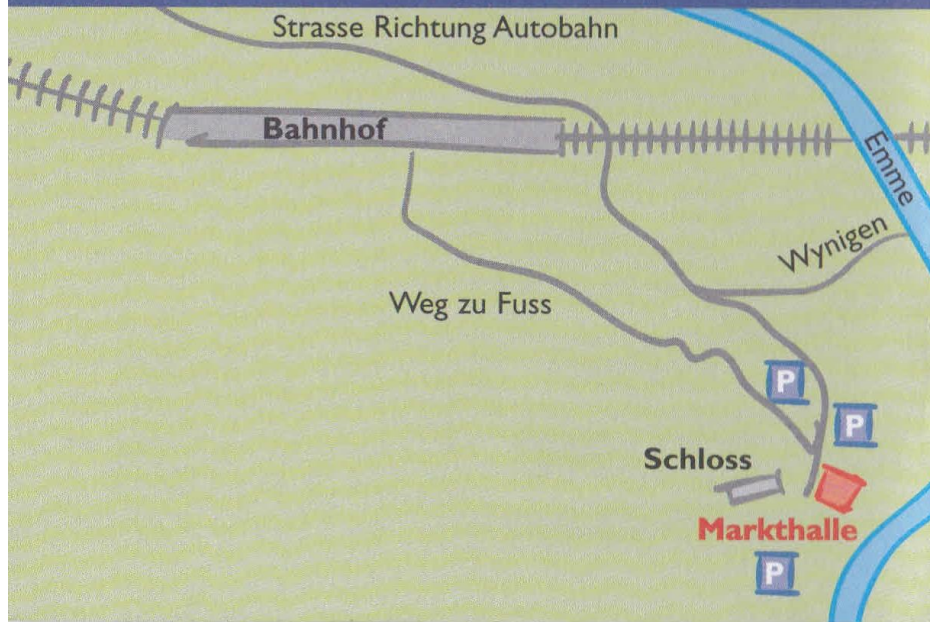 Strasse Richtung Autobahn
Bahnhof
Emme
Wynigen
Weg zu Fuss
P
P
Schloss
Markthalle
P